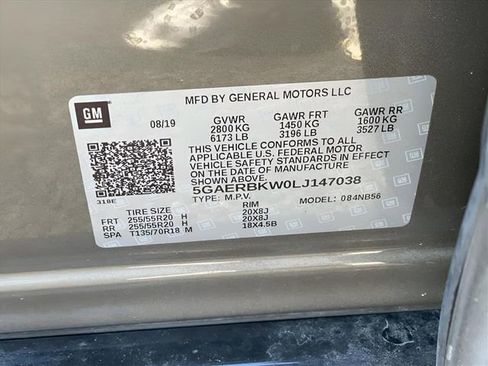 MFD BY GENERAL MOTORS LLC
GM
08/19 GVWR GAWR FRT GAWR RR
2800 KG 1450 KG 1600 KG
6173 LB 3196 LB 3527 LB
THIS VEHICLE CONFORMS TO ALL
APPLICABLE U.S. FEDERAL MOTOR
VEHICLE SAFETY AND THEFT
PREVENTION STANDARDS IN EFFECT
ON THE DATE OF MANUFACTURE
SHOWN ABOVE.
5GAERBKW0LJ147038
318E
TYPE: M.P.V. MODEL: 084NB56
TIRE SIZE RIM
FRT 255/55R20 H 20X8J
RR 255/55R20 H 20X8J
SPA T135/70R18 M 18X4.5B